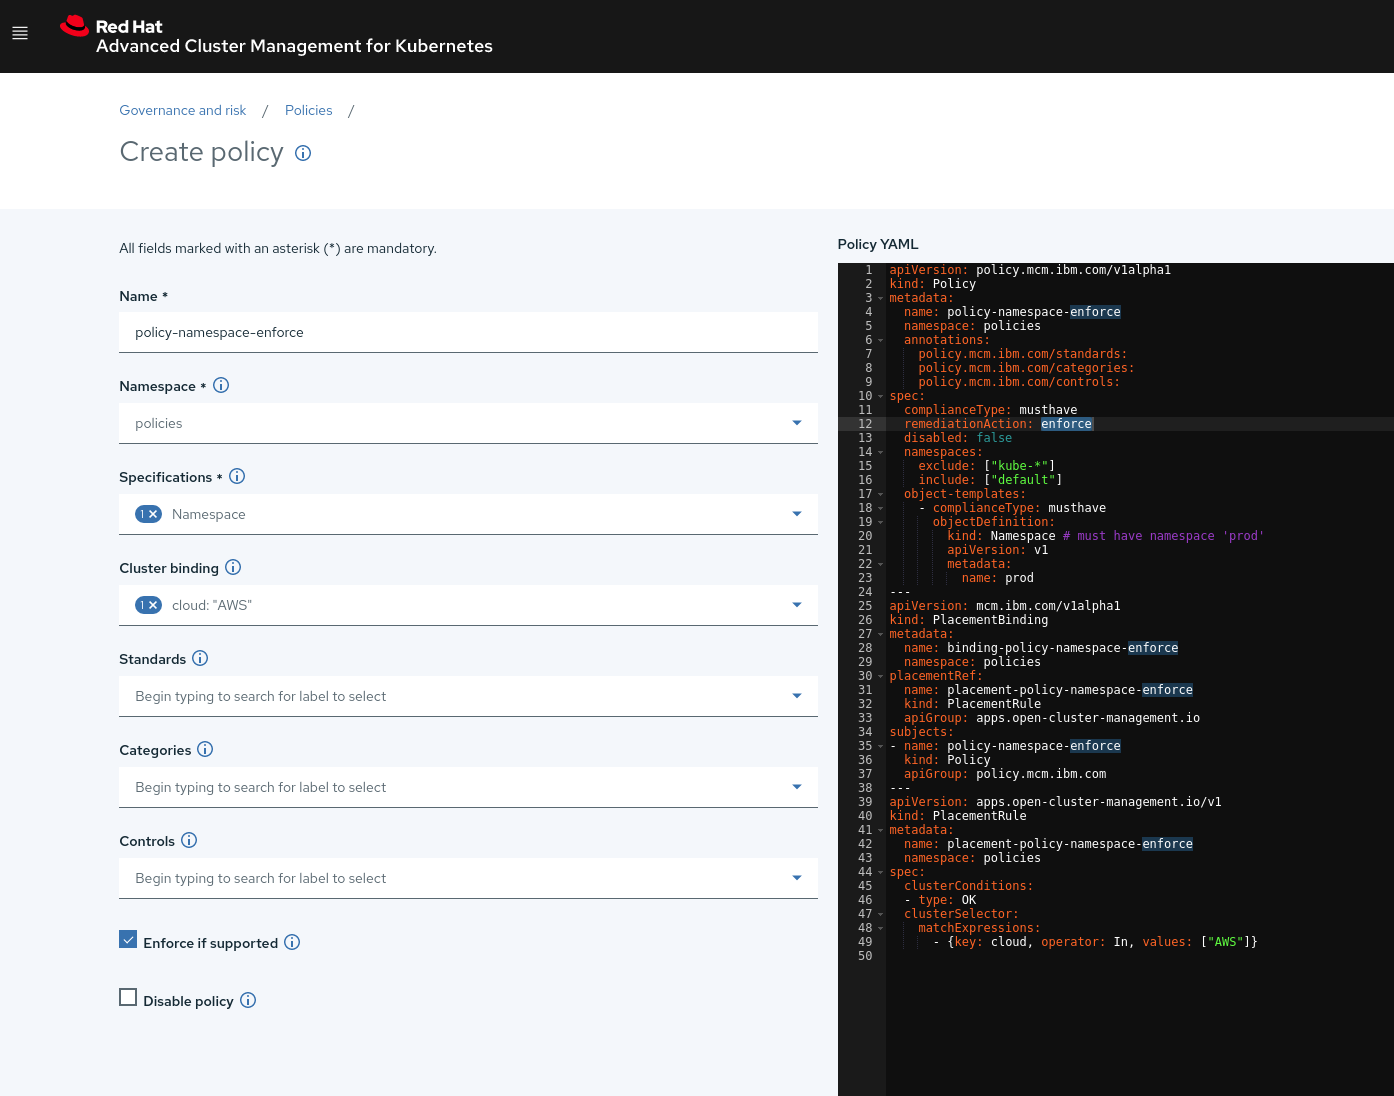 Red Hat
Advanced Cluster Management for Kubernetes
Governance and risk / Policies /
Create policy
All fields marked with an asterisk (*) are mandatory.
Name *
policy-namespace-enforce
Namespace *
policies
Specifications *
1 Namespace
Cluster binding
1 cloud: "AWS"
Standards
Begin typing to search for label to select
Categories
Begin typing to search for label to select
Controls
Begin typing to search for label to select
Enforce if supported
Disable policy
Policy YAML
1 apiVersion: policy.mcm.ibm.com/v1alpha1
2 kind: Policy
3 metadata:
4   name: policy-namespace-enforce
5   namespace: policies
6   annotations:
7     policy.mcm.ibm.com/standards:
8     policy.mcm.ibm.com/categories:
9     policy.mcm.ibm.com/controls:
10 spec:
11   complianceType: musthave
12   remediationAction: enforce
13   disabled: false
14   namespaces:
15     exclude: ["kube-*"]
16     include: ["default"]
17   object-templates:
18     - complianceType: musthave
19       objectDefinition:
20         kind: Namespace # must have namespace 'prod'
21         apiVersion: v1
22         metadata:
23           name: prod
24 ---
25 apiVersion: mcm.ibm.com/v1alpha1
26 kind: PlacementBinding
27 metadata:
28   name: binding-policy-namespace-enforce
29   namespace: policies
30 placementRef:
31   name: placement-policy-namespace-enforce
32   kind: PlacementRule
33   apiGroup: apps.open-cluster-management.io
34 subjects:
35 - name: policy-namespace-enforce
36   kind: Policy
37   apiGroup: policy.mcm.ibm.com
38 ---
39 apiVersion: apps.open-cluster-management.io/v1
40 kind: PlacementRule
41 metadata:
42   name: placement-policy-namespace-enforce
43   namespace: policies
44 spec:
45   clusterConditions:
46   - type: OK
47   clusterSelector:
48     matchExpressions:
49       - {key: cloud, operator: In, values: ["AWS"]}
50